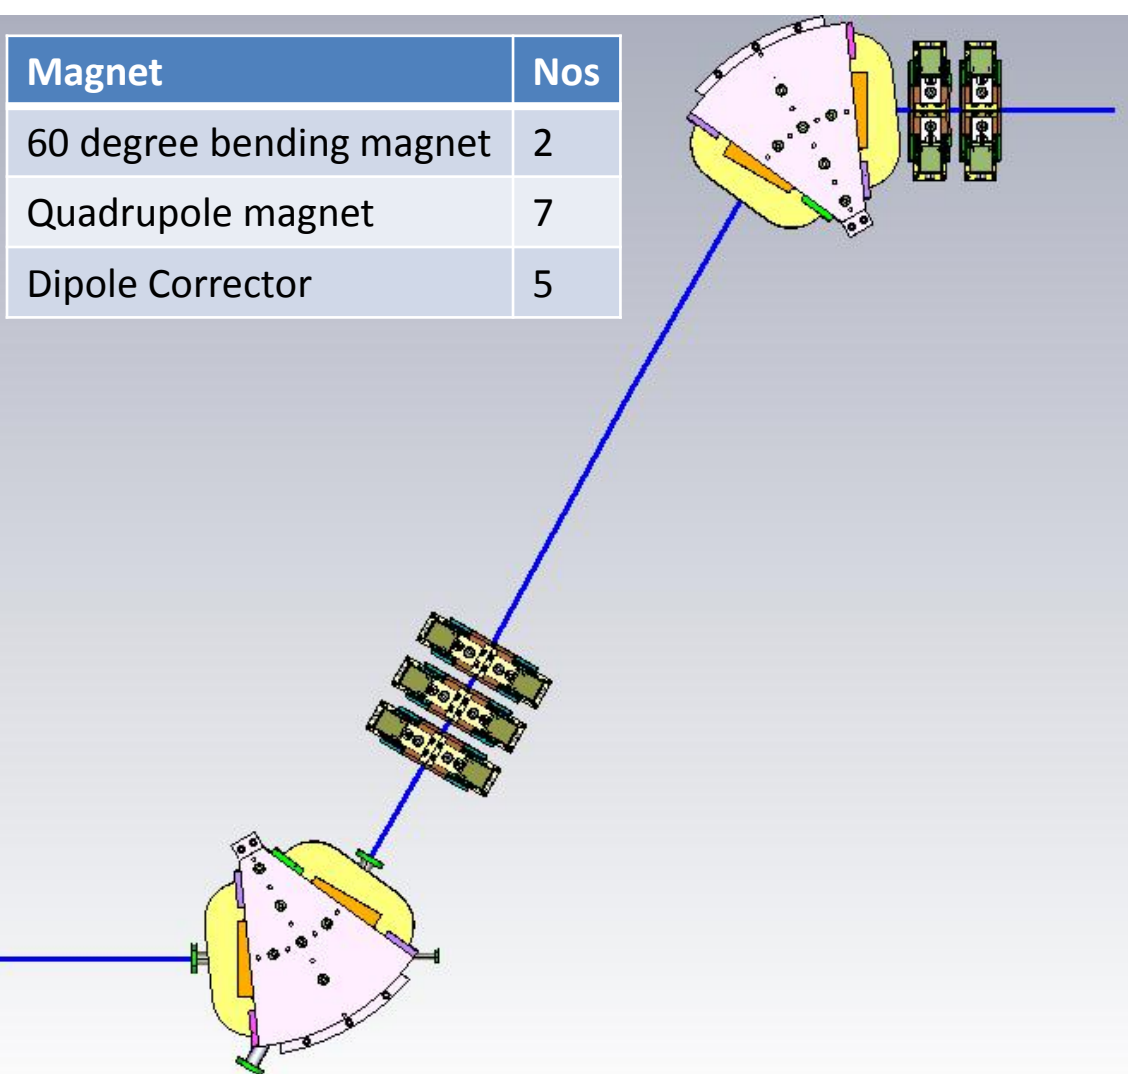 Magnet Nos
60 degree bending magnet 2
Quadrupole magnet 7
Dipole Corrector 5